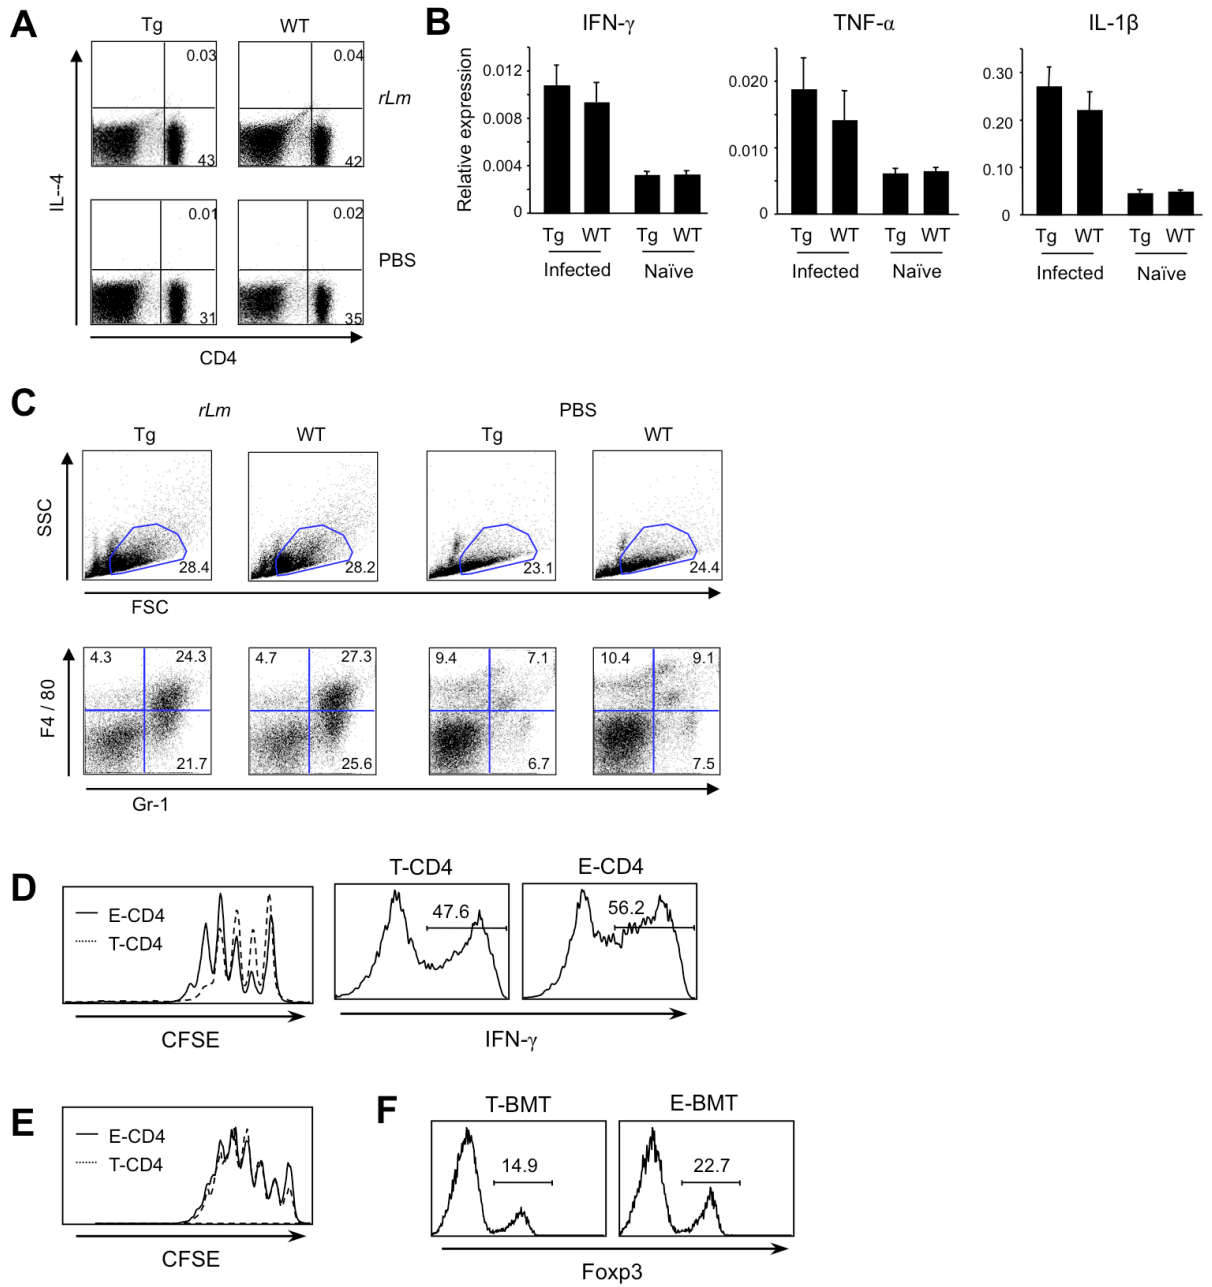 A
Tg WT
0.03 0.04
rLm
43 42
IL--4
0.01 0.02
PBS
31 35
CD4
B
IFN-γ TNF-α IL-1β
Relative expression
0.012
0.008
0.004
0
0.020
0.010
0
0.30
0.20
0.10
0
Tg WT Tg WT Tg WT Tg WT Tg WT Tg WT
Infected Naïve Infected Naïve Infected Naïve
C
rLm PBS
Tg WT Tg WT
SSC
28.4 28.2 23.1 24.4
FSC
4.3 24.3 4.7 27.3 9.4 7.1 10.4 9.1
F4 / 80
21.7 25.6 6.7 7.5
Gr-1
D
T-CD4 E-CD4
E-CD4
T-CD4
47.6 56.2
CFSE IFN-γ
E
E-CD4
T-CD4
CFSE
F
T-BMT E-BMT
14.9 22.7
Foxp3